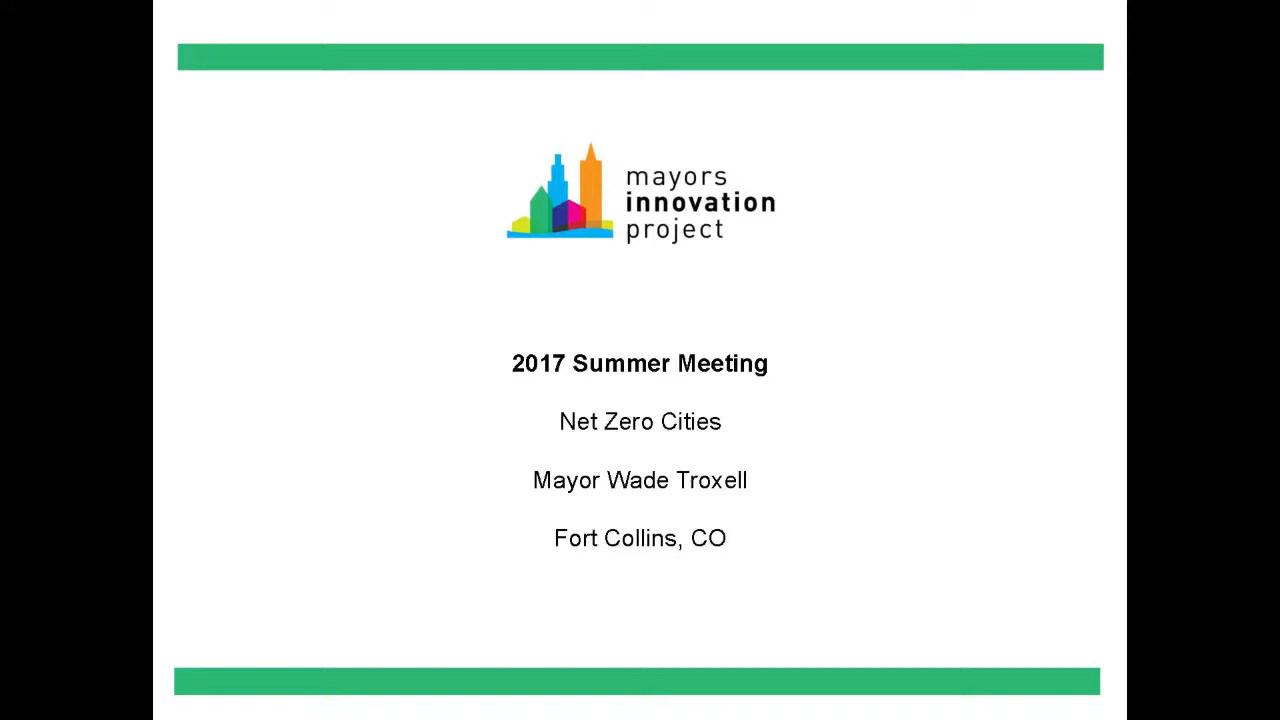 mayors
innovation
project
2017 Summer Meeting
Net Zero Cities
Mayor Wade Troxell
Fort Collins, CO